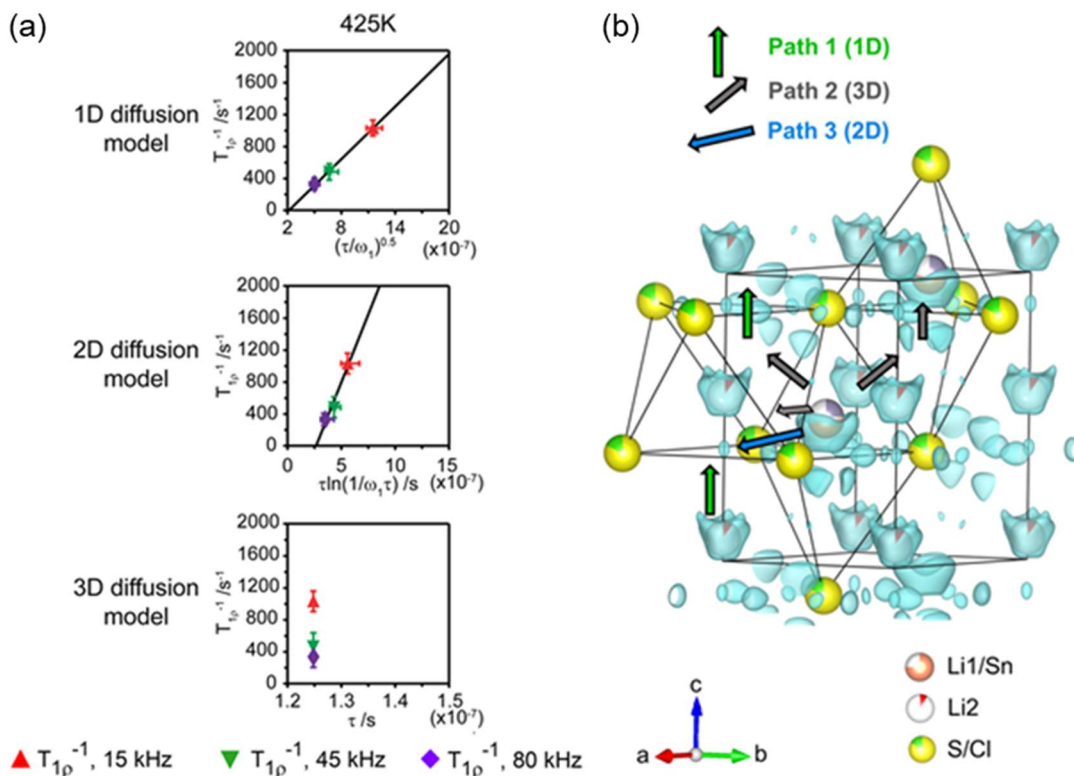 (a)
425K
1D diffusion model
T1ρ⁻¹ /s⁻¹
2000
1600
1200
800
400
0
2 8 14 20
(τ/ω₁)^0.5 (x10⁻⁷)
2D diffusion model
T1ρ⁻¹ /s⁻¹
2000
1600
1200
800
400
0
0 5 10 15
τln(1/ω₁τ) /s (x10⁻⁷)
3D diffusion model
T1ρ⁻¹ /s⁻¹
2000
1600
1200
800
400
0
1.2 1.3 1.4 1.5
τ /s (x10⁻⁷)
T1ρ⁻¹, 15 kHz T1ρ⁻¹, 45 kHz T1ρ⁻¹, 80 kHz
(b)
Path 1 (1D)
Path 2 (3D)
Path 3 (2D)
Li1/Sn
Li2
S/Cl
c
a b